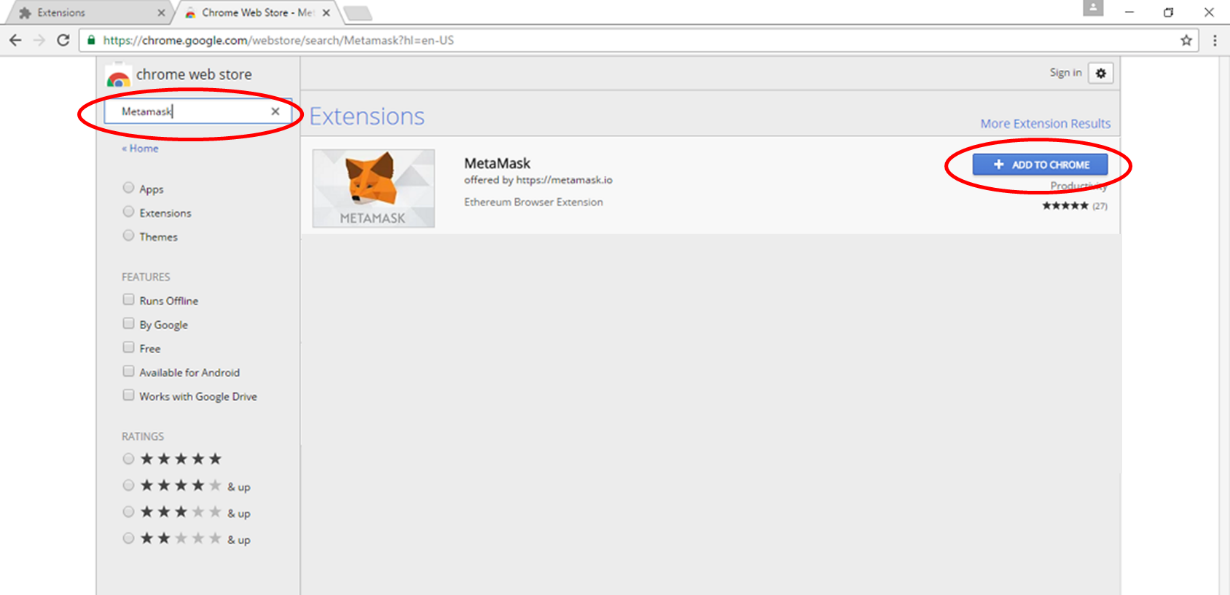 Extensions
Chrome Web Store - Met
https://chrome.google.com/webstore/search/Metamask?hl=en-US
chrome web store
Sign in
Metamask
Extensions
More Extension Results
« Home
Apps
Extensions
Themes
FEATURES
Runs Offline
By Google
Free
Available for Android
Works with Google Drive
RATINGS
& up
& up
& up
METAMASK
MetaMask
offered by https://metamask.io
Ethereum Browser Extension
ADD TO CHROME
Productivity
(27)